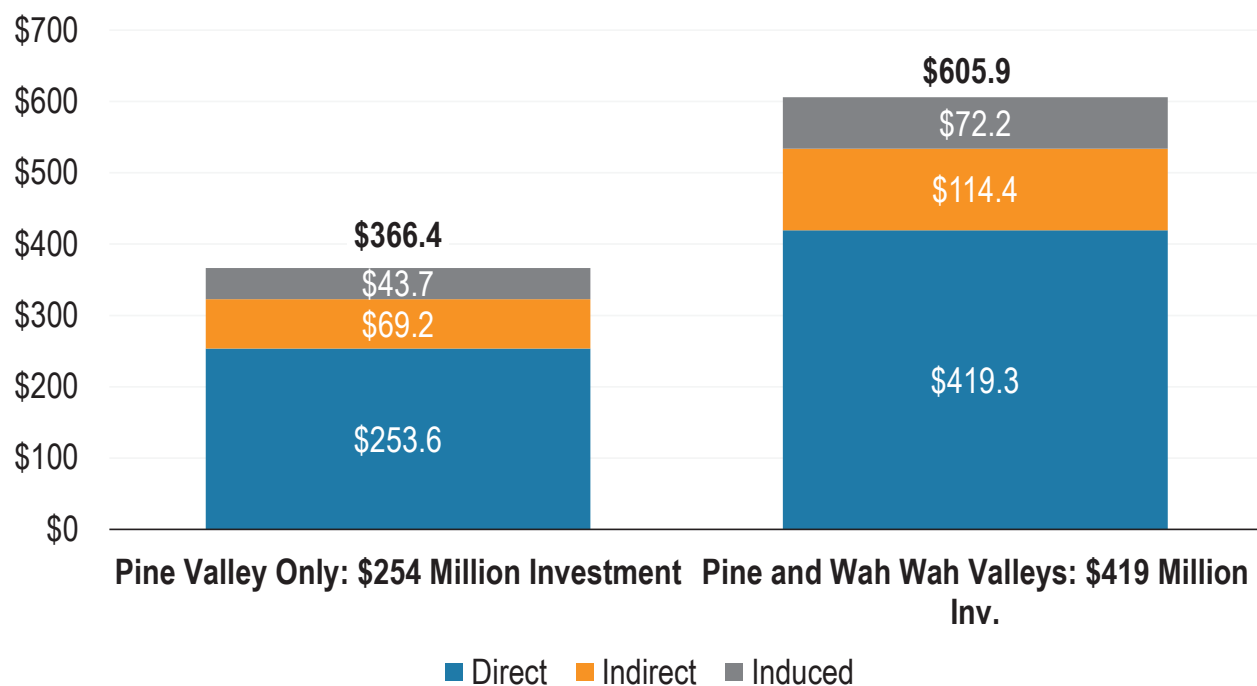 $700
$600
$500
$400
$300
$200
$100
$0
$366.4
$43.7
$69.2
$253.6
$605.9
$72.2
$114.4
$419.3
Pine Valley Only: $254 Million Investment
Pine and Wah Wah Valleys: $419 Million
Inv.
Direct
Indirect
Induced